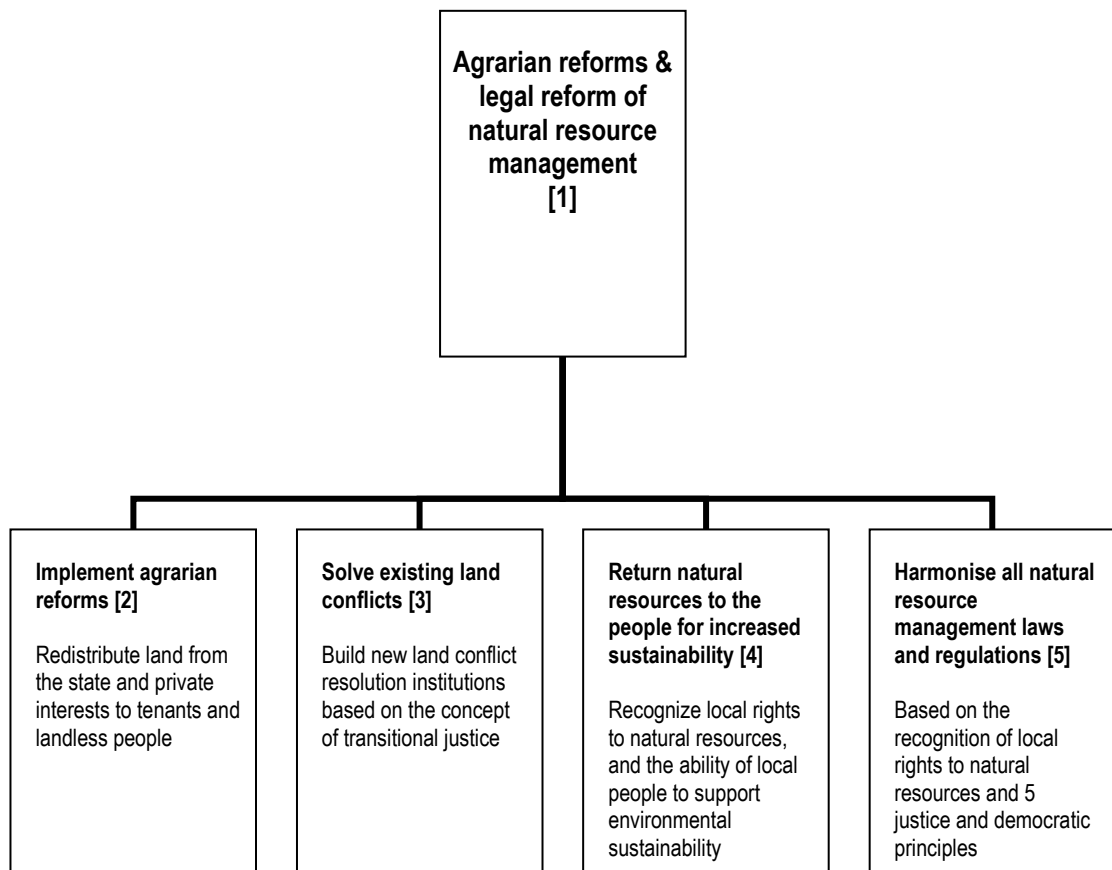 Agrarian reforms &
legal reform of
natural resource
management
[1]
Implement agrarian
reforms [2]
Redistribute land from
the state and private
interests to tenants and
landless people
Solve existing land
conflicts [3]
Build new land conflict
resolution institutions
based on the concept
of transitional justice
Return natural
resources to the
people for increased
sustainability [4]
Recognize local rights
to natural resources,
and the ability of local
people to support
environmental
sustainability
Harmonise all natural
resource
management laws
and regulations [5]
Based on the
recognition of local
rights to natural
resources and 5
justice and democratic
principles